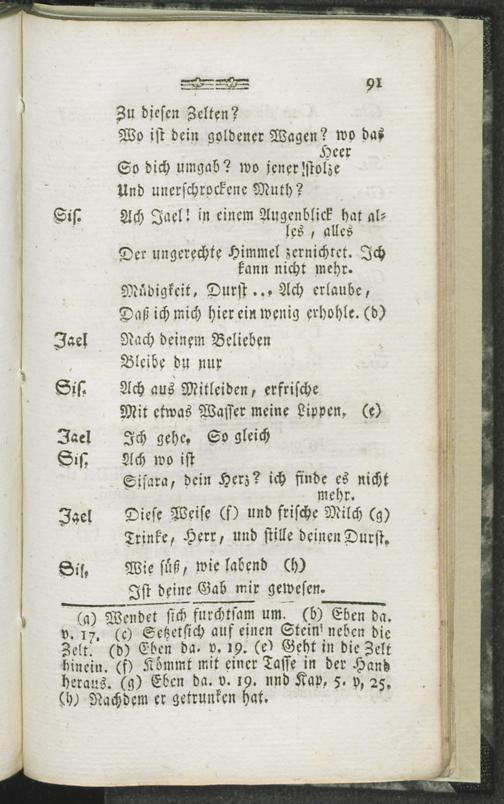 91
Zu diesen Zelten?
Wo ist dein goldener Wagen? wo das
Heer
So dich umgab? wo jener stolze
Und unerschrockene Muth?
Sis. Ach Jael! in einem Augenblick hat al-
les, alles
Der ungerechte Himmel zernichtet. Ich
kann nicht mehr.
Müdigkeit, Durst... Ach erlaube,
Daß ich mich hier ein wenig erhohle. (d)
Jael Nach deinem Belieben
Bleibe du nur
Sis. Ach aus Mitleiden, erfrische
Mit etwas Wasser meine Lippen. (e)
Jael Ich gehe. So gleich
Sis. Ach wo ist
Sisara, dein Herz? ich finde es nicht
mehr.
Jael Diese Weise (f) und frische Milch (g)
Trinke, Herr, und stille deinen Durst.
Sis. Wie süß, wie labend (h)
Ist deine Gab mir gewesen.
(a) Wendet sich furchtsam um. (b) Eben da.
v. 17. (c) Setzetsich auf einen Stein neben die
Zelt. (d) Eben da. v. 19. (e) Geht in die Zelt
hinein. (f) Kömmt mit einer Tasse in der Hand
heraus. (g) Eben da. v. 19. und Kap. 5. v. 25.
(h) Nachdem er getrunken hat.